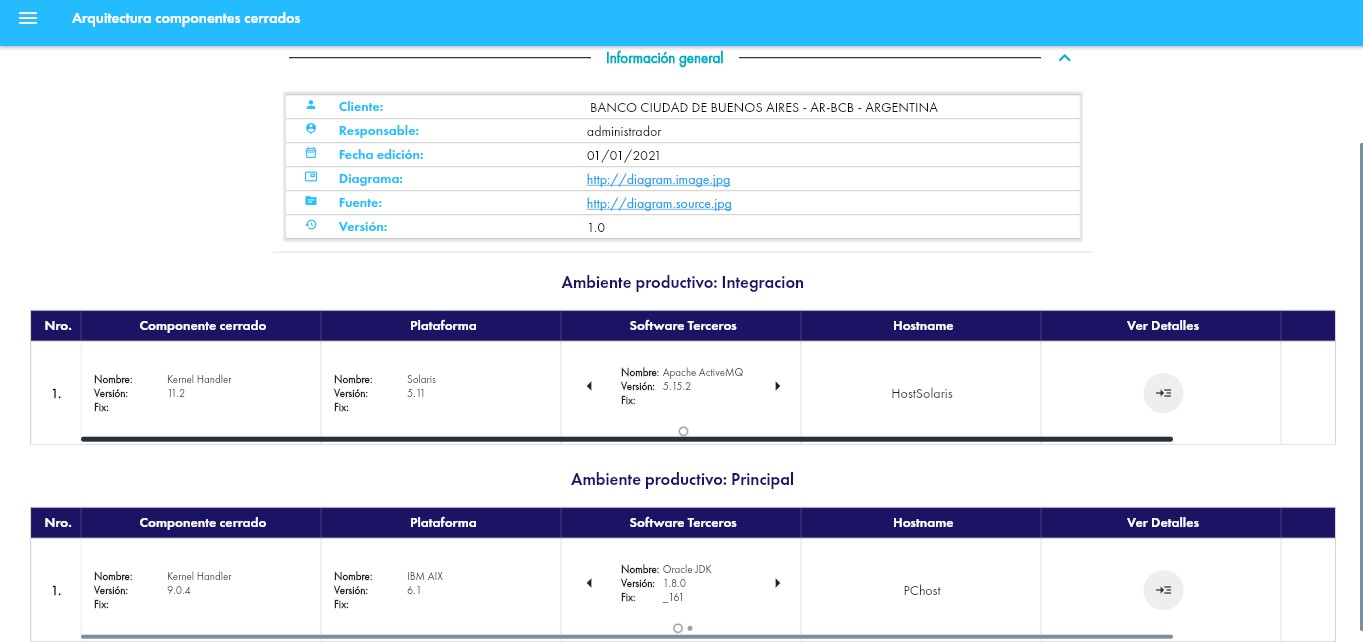 Arquitectura componentes cerrados
Información general
Cliente: BANCO CIUDAD DE BUENOS AIRES - AR-BCB - ARGENTINA
Responsable: administrador
Fecha edición: 01/01/2021
Diagrama: http://diagram.image.jpg
Fuente: http://diagram.source.jpg
Versión: 1.0
Ambiente productivo: Integracion
Nro. Componente cerrado Plataforma Software Terceros Hostname Ver Detalles
Nombre: Apache ActiveMQ
Nombre: Kernel Handler Nombre: Solaris
Versión: 5.15.2
1. Versión: 11.2 Versión: 5.11 HostSolaris
Fix:
Fix: Fix:
Ambiente productivo: Principal
Nro. Componente cerrado Plataforma Software Terceros Hostname Ver Detalles
Nombre: Oracle JDK
Nombre: Kernel Handler Nombre: IBM AIX
Versión: 1.8.0
1. Versión: 9.0.4 Versión: 6.1 PChost
Fix: _161
Fix: Fix: